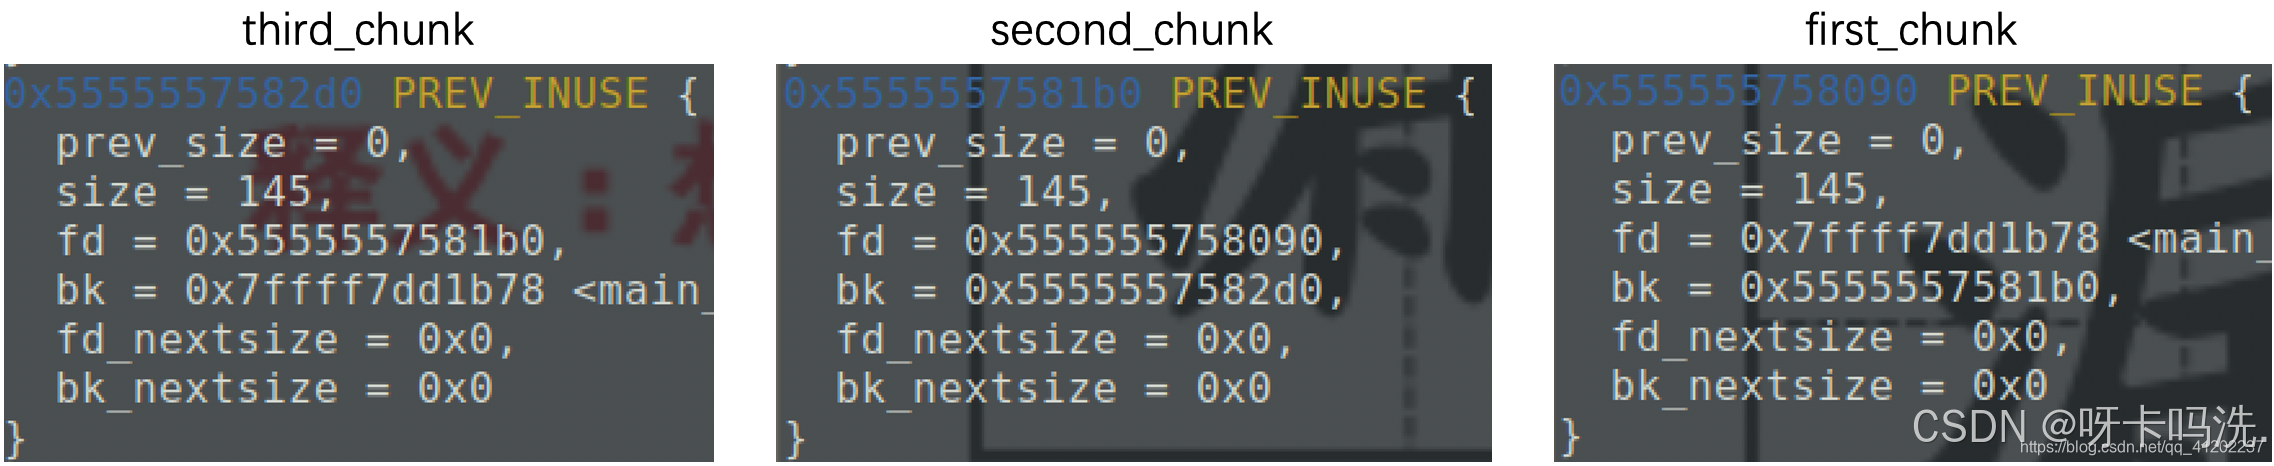 third_chunk
0x5555557582d0 PREV_INUSE {
prev_size = 0,
size = 145,
fd = 0x5555557581b0,
bk = 0x7ffff7dd1b78 <main_
fd_nextsize = 0x0,
bk_nextsize = 0x0
}
释义：想
second_chunk
0x5555557581b0 PREV_INUSE {
prev_size = 0,
size = 145,
fd = 0x555555758090,
bk = 0x5555557582d0,
fd_nextsize = 0x0,
bk_nextsize = 0x0
}
first_chunk
0x555555758090 PREV_INUSE {
prev_size = 0,
size = 145,
fd = 0x7ffff7dd1b78 <main_
bk = 0x5555557581b0,
fd_nextsize = 0x0,
bk_nextsize = 0x0
}
CSDN @呀卡吗洗.
https://blog.csdn.net/qq_41202237